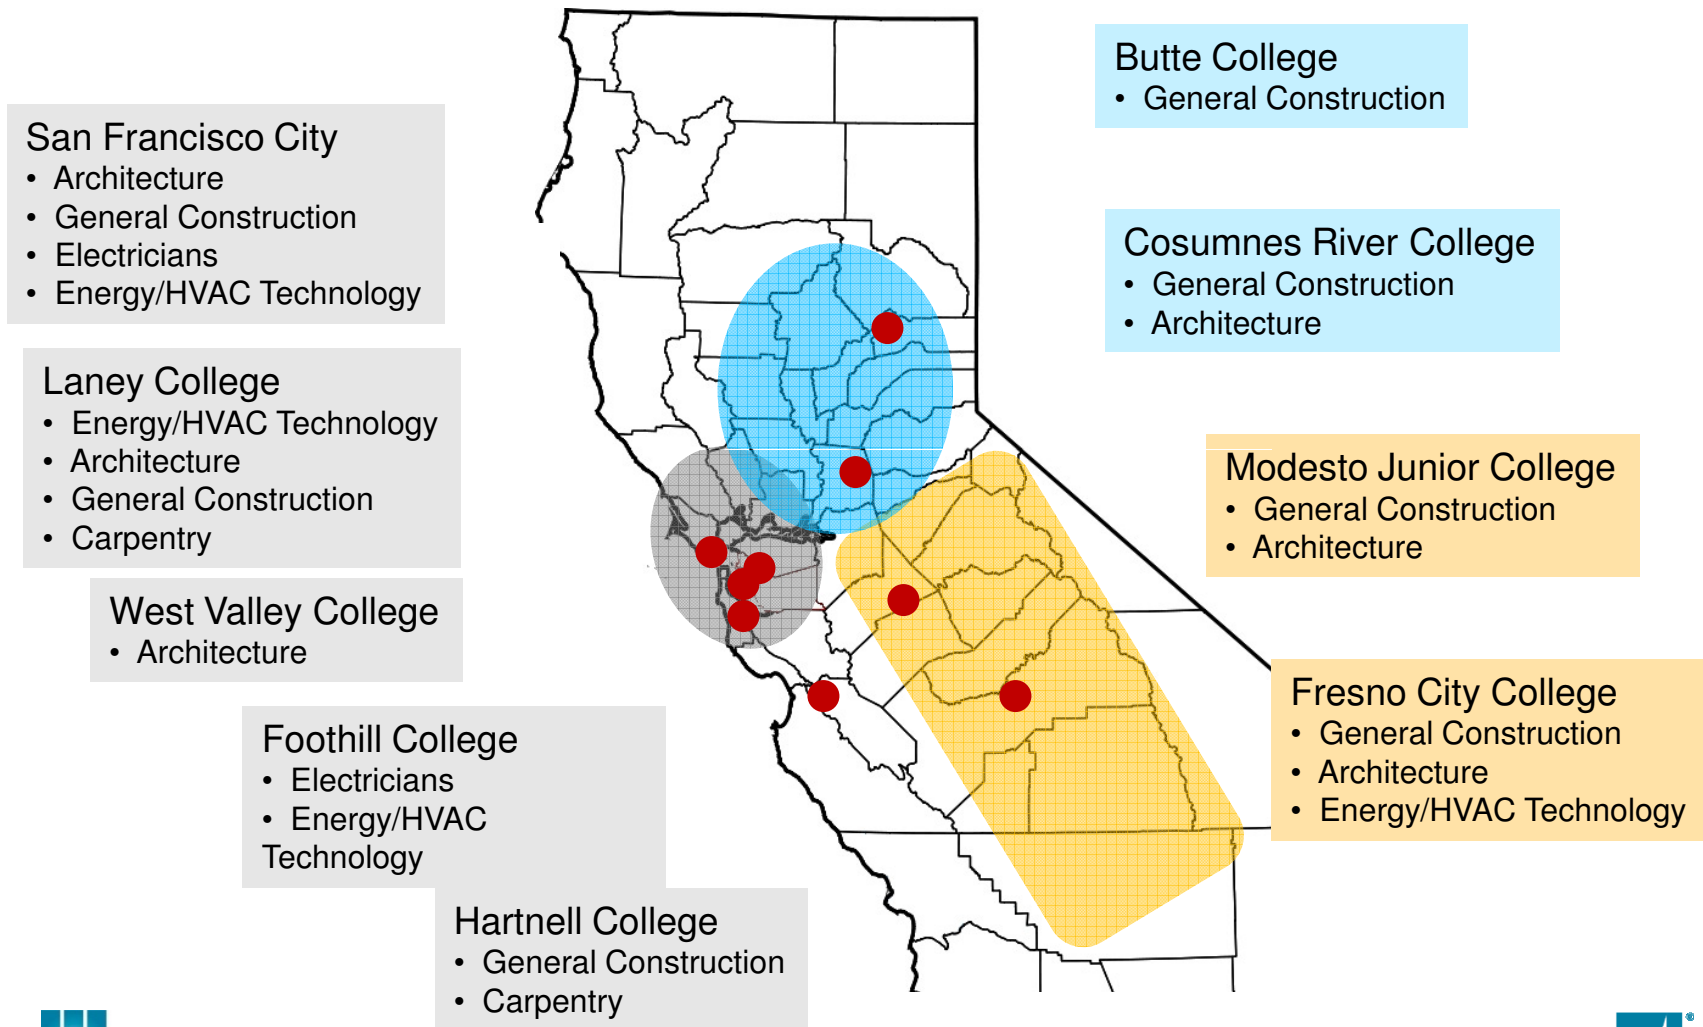 San Francisco City
• Architecture
• General Construction
• Electricians
• Energy/HVAC Technology
Laney College
• Energy/HVAC Technology
• Architecture
• General Construction
• Carpentry
West Valley College
• Architecture
Foothill College
• Electricians
• Energy/HVAC
Technology
Hartnell College
• General Construction
• Carpentry
Butte College
• General Construction
Cosumnes River College
• General Construction
• Architecture
Modesto Junior College
• General Construction
• Architecture
Fresno City College
• General Construction
• Architecture
• Energy/HVAC Technology
®